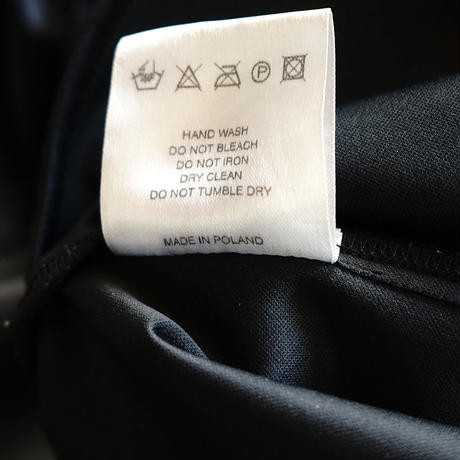 P
HAND WASH
DO NOT BLEACH
DO NOT IRON
DRY CLEAN
DO NOT TUMBLE DRY
MADE IN POLAND